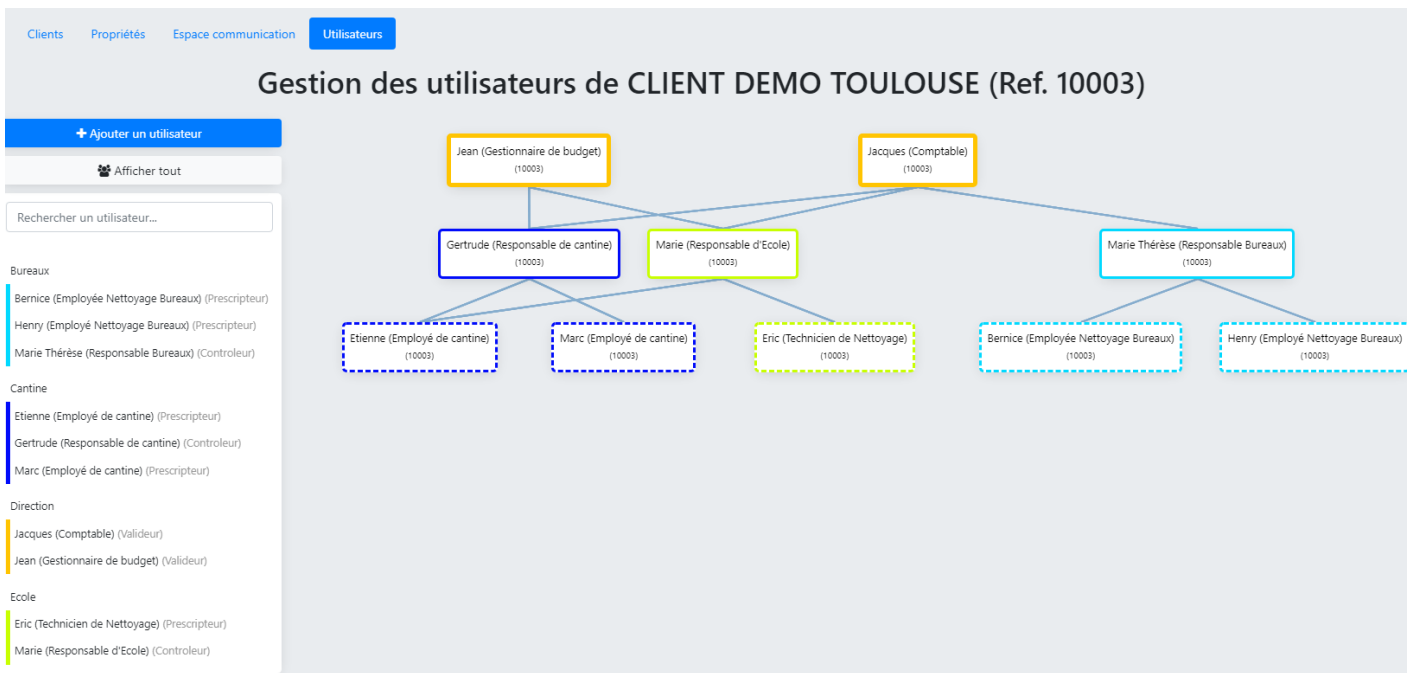 Clients
Propriétés
Espace communication
Utilisateurs
Gestion des utilisateurs de CLIENT DEMO TOULOUSE (Ref. 10003)
Ajouter un utilisateur
Afficher tout
Rechercher un utilisateur...
Bureaux
Bernice (Employée Nettoyage Bureaux) (Prescripteur)
Henry (Employé Nettoyage Bureaux) (Prescripteur)
Marie Thérèse (Responsable Bureaux) (Controleur)
Cantine
Etienne (Employé de cantine) (Prescripteur)
Gertrude (Responsable de cantine) (Controleur)
Marc (Employé de cantine) (Prescripteur)
Direction
Jacques (Comptable) (Valideur)
Jean (Gestionnaire de budget) (Valideur)
Ecole
Eric (Technicien de Nettoyage) (Prescripteur)
Marie (Responsable d'Ecole) (Controleur)
Jean (Gestionnaire de budget)
(10003)
Jacques (Comptable)
(10003)
Gertrude (Responsable de cantine)
(10003)
Marie (Responsable d'Ecole)
(10003)
Marie Thérèse (Responsable Bureaux)
(10003)
Etienne (Employé de cantine)
(10003)
Marc (Employé de cantine)
(10003)
Eric (Technicien de Nettoyage)
(10003)
Bernice (Employée Nettoyage Bureaux)
(10003)
Henry (Employé Nettoyage Bureaux)
(10003)